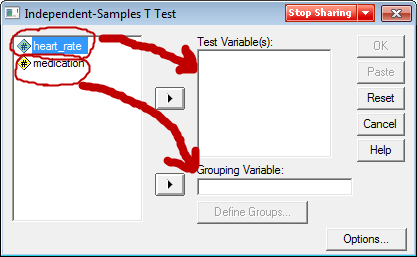 Independent-Samples T Test
Stop Sharing
heart_rate
medication
Test Variable(s):
Grouping Variable:
Define Groups...
OK
Paste
Reset
Cancel
Help
Options...